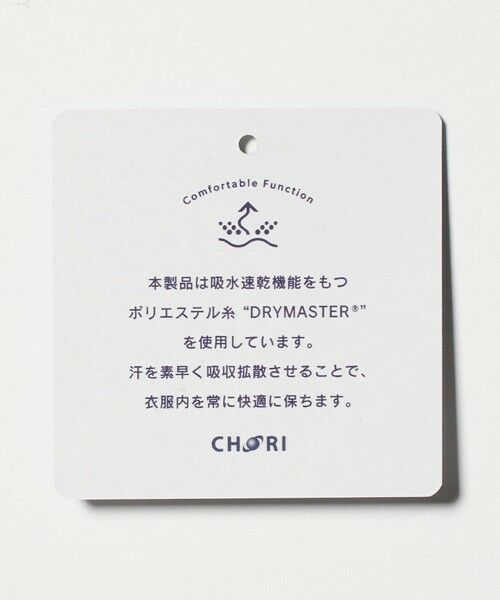 Comfortable Function
本製品は吸水速乾機能をもつ
ポリエステル糸 “DRYMASTER®”
を使用しています。
汗を素早く吸収拡散させることで、
衣服内を常に快適に保ちます。
CHORI